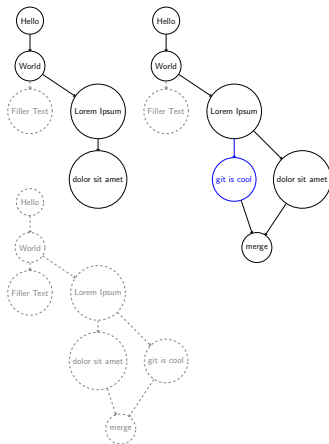 Hello
World
Filler Text
Lorem Ipsum
dolor sit amet
Hello
World
Filler Text
Lorem Ipsum
git is cool
dolor sit amet
merge
Hello
World
Filler Text
Lorem Ipsum
dolor sit amet
git is cool
merge